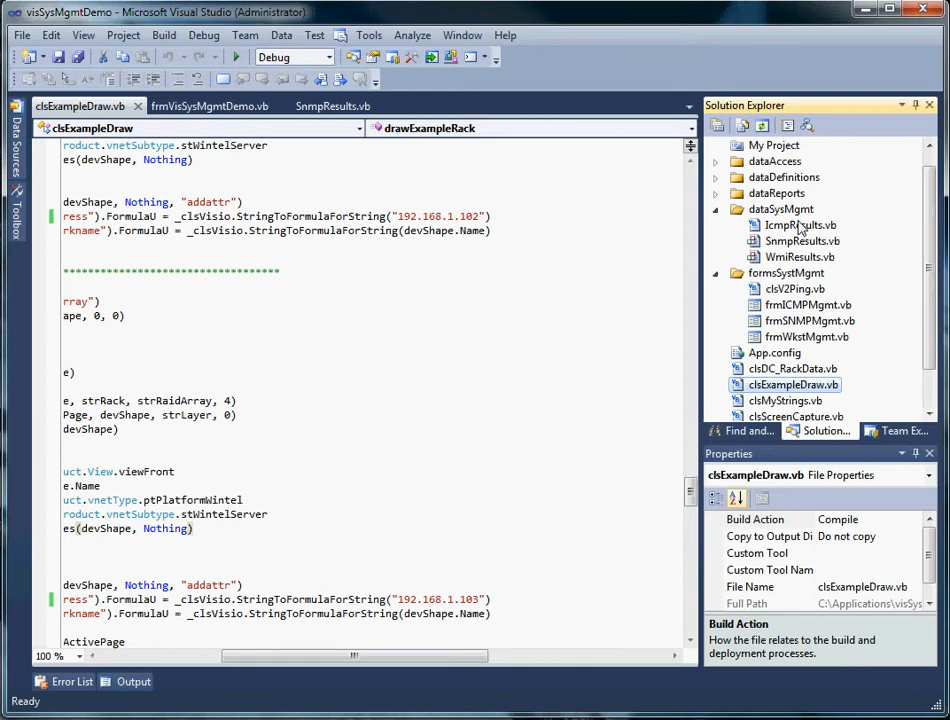 visSysMgmtDemo - Microsoft Visual Studio (Administrator)
File Edit View Project Build Debug Team Data Test Tools Analyze Window Help
Debug
clsExampleDraw.vb frmVisSysMgmtDemo.vb SnmpResults.vb
clsExampleDraw drawExampleRack
Data Sources
Toolbox
roduct.vnetSubtype.stWintelServer
es(devShape, Nothing)
devShape, Nothing, "addattr")
ress").FormulaU = _clsVisio.StringToFormulaForString("192.168.1.102")
rkname").FormulaU = _clsVisio.StringToFormulaForString(devShape.Name)
***********************************
rray")
ape, 0, 0)
e)
e, strRack, strRaidArray, 4)
Page, devShape, strLayer, 0)
devShape)
uct.View.viewFront
e.Name
uct.vnetType.ptPlatformWintel
roduct.vnetSubtype.stWintelServer
es(devShape, Nothing)
devShape, Nothing, "addattr")
ress").FormulaU = _clsVisio.StringToFormulaForString("192.168.1.103")
rkname").FormulaU = _clsVisio.StringToFormulaForString(devShape.Name)
ActivePage
100 %
Error List Output
Ready
Solution Explorer
My Project
dataAccess
dataDefinitions
dataReports
dataSysMgmt
IcmpResults.vb
SnmpResults.vb
WmiResults.vb
formsSystMgmt
clsV2Ping.vb
frmICMPMgmt.vb
frmSNMPMgmt.vb
frmWkstMgmt.vb
App.config
clsDC_RackData.vb
clsExampleDraw.vb
clsMyStrings.vb
clsScreenCapture.vb
Find and... Solution... Team Ex...
Properties
clsExampleDraw.vb File Properties
Build Action Compile
Copy to Output Di Do not copy
Custom Tool
Custom Tool Nam
File Name clsExampleDraw.vb
Full Path C:\Applications\visSys
Build Action
How the file relates to the build and
deployment processes.